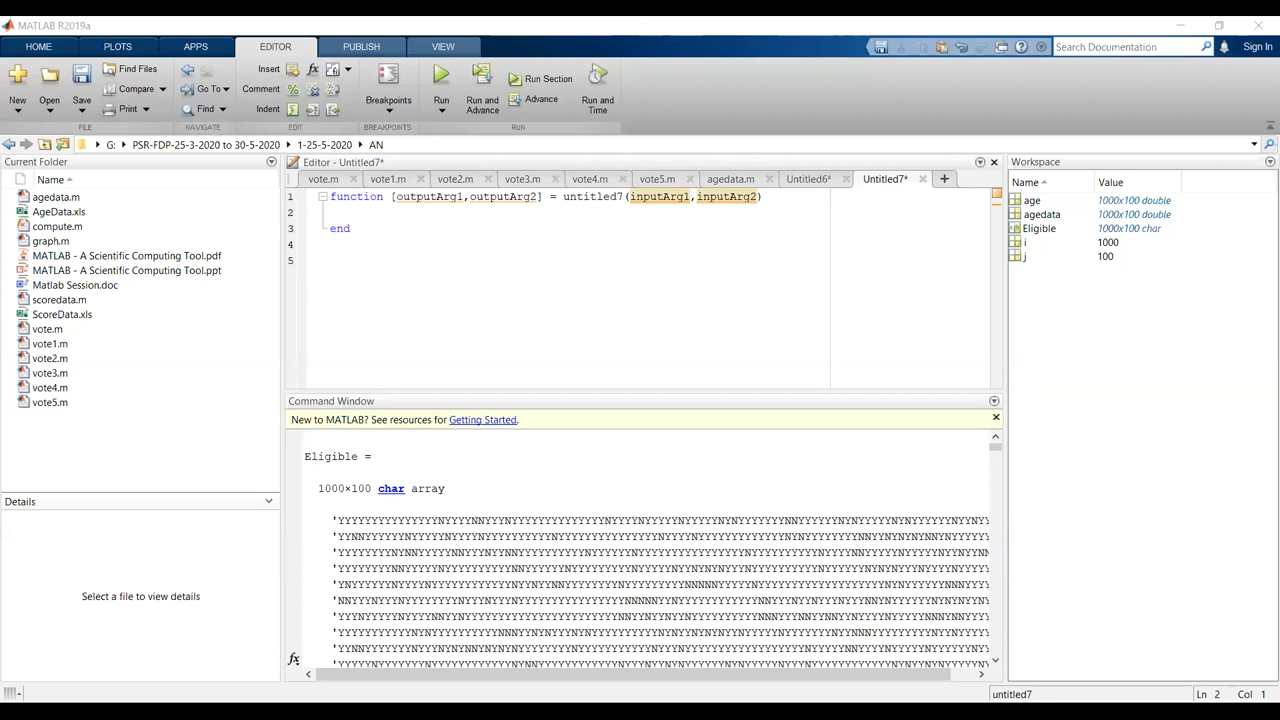 MATLAB R2019a
HOME PLOTS APPS EDITOR PUBLISH VIEW Search Documentation Sign In
New Open Save Find Files Compare Print
Go To Find
Insert fx
Comment
Indent
Breakpoints Run Run and Advance Run Section Advance Run and Time
FILE NAVIGATE EDIT BREAKPOINTS RUN
G: PSR-FDP-25-3-2020 to 30-5-2020 1-25-5-2020 AN
Current Folder
Name
agedata.m
AgeData.xls
compute.m
graph.m
MATLAB - A Scientific Computing Tool.pdf
MATLAB - A Scientific Computing Tool.ppt
Matlab Session.doc
scoredata.m
ScoreData.xls
vote.m
vote1.m
vote2.m
vote3.m
vote4.m
vote5.m
Details
Select a file to view details
Editor - Untitled7*
vote.m vote1.m vote2.m vote3.m vote4.m vote5.m agedata.m Untitled6* Untitled7*
1 function [outputArg1,outputArg2] = untitled7(inputArg1,inputArg2)
2
3 end
4
5
Command Window
New to MATLAB? See resources for Getting Started.
Eligible =
1000×100 char array
fx
Workspace
Name Value
age 1000x100 double
agedata 1000x100 double
Eligible 1000x100 char
i 1000
j 100
untitled7 Ln 2 Col 1